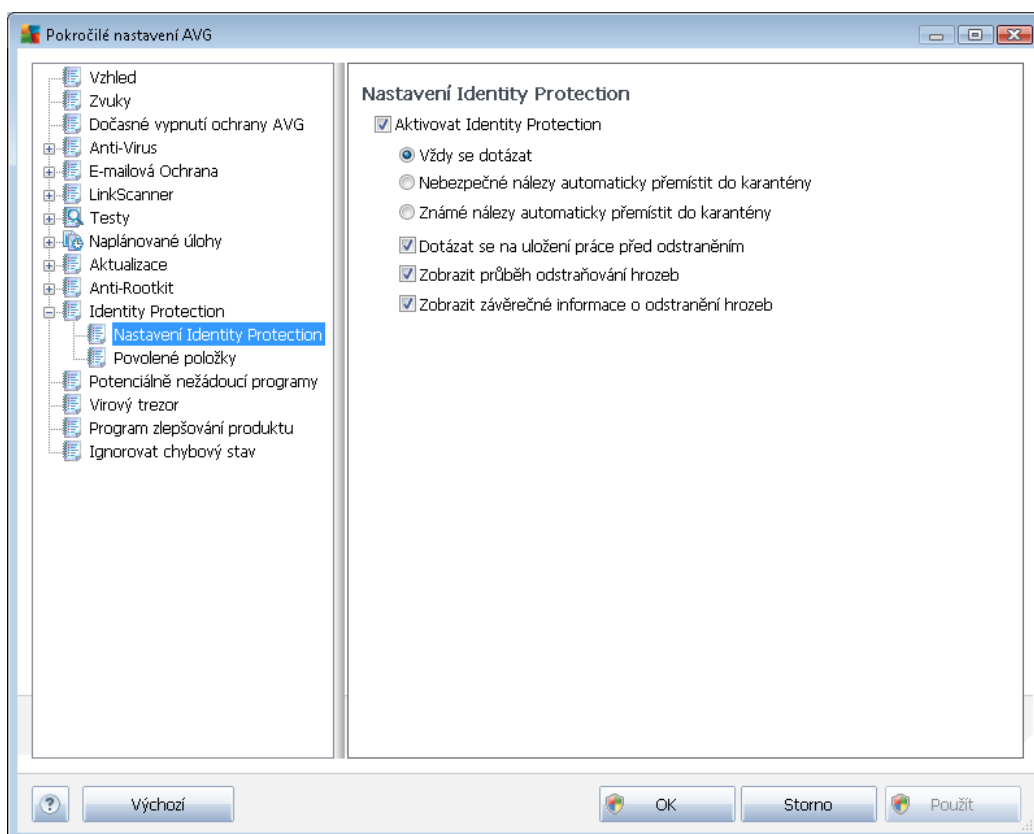 Pokročilé nastavení AVG
Vzhled
Zvuky
Dočasné vypnutí ochrany AVG
Anti-Virus
E-mailová Ochrana
LinkScanner
Testy
Naplánované úlohy
Aktualizace
Anti-Rootkit
Identity Protection
Nastavení Identity Protection
Povolené položky
Potenciálně nežádoucí programy
Virový trezor
Program zlepšování produktu
Ignorovat chybový stav
Nastavení Identity Protection
Aktivovat Identity Protection
Vždy se dotázat
Nebezpečné nálezy automaticky přemístit do karantény
Známé nálezy automaticky přemístit do karantény
Dotázat se na uložení práce před odstraněním
Zobrazit průběh odstraňování hrozeb
Zobrazit závěrečné informace o odstranění hrozeb
?
Výchozí
OK
Storno
Použít